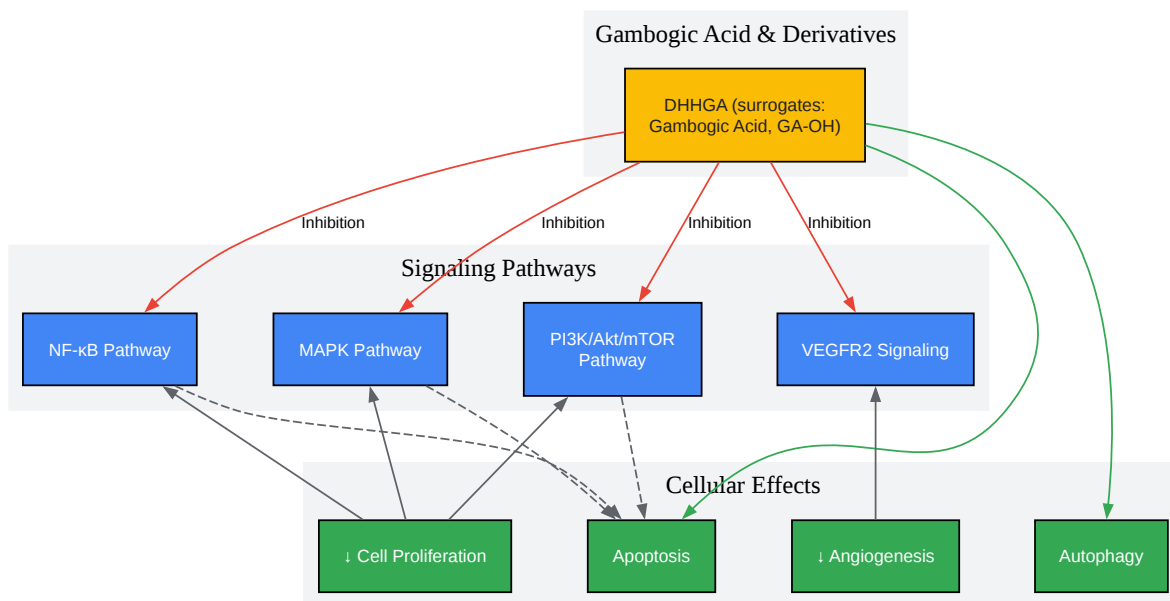 Gambogic Acid & Derivatives
DHHGA (surrogates:
Gambogic Acid, GA-OH)
Inhibition
Inhibition
Inhibition
Inhibition
Signaling Pathways
NF-κB Pathway
MAPK Pathway
PI3K/Akt/mTOR
Pathway
VEGFR2 Signaling
Cellular Effects
↓ Cell Proliferation
Apoptosis
↓ Angiogenesis
Autophagy